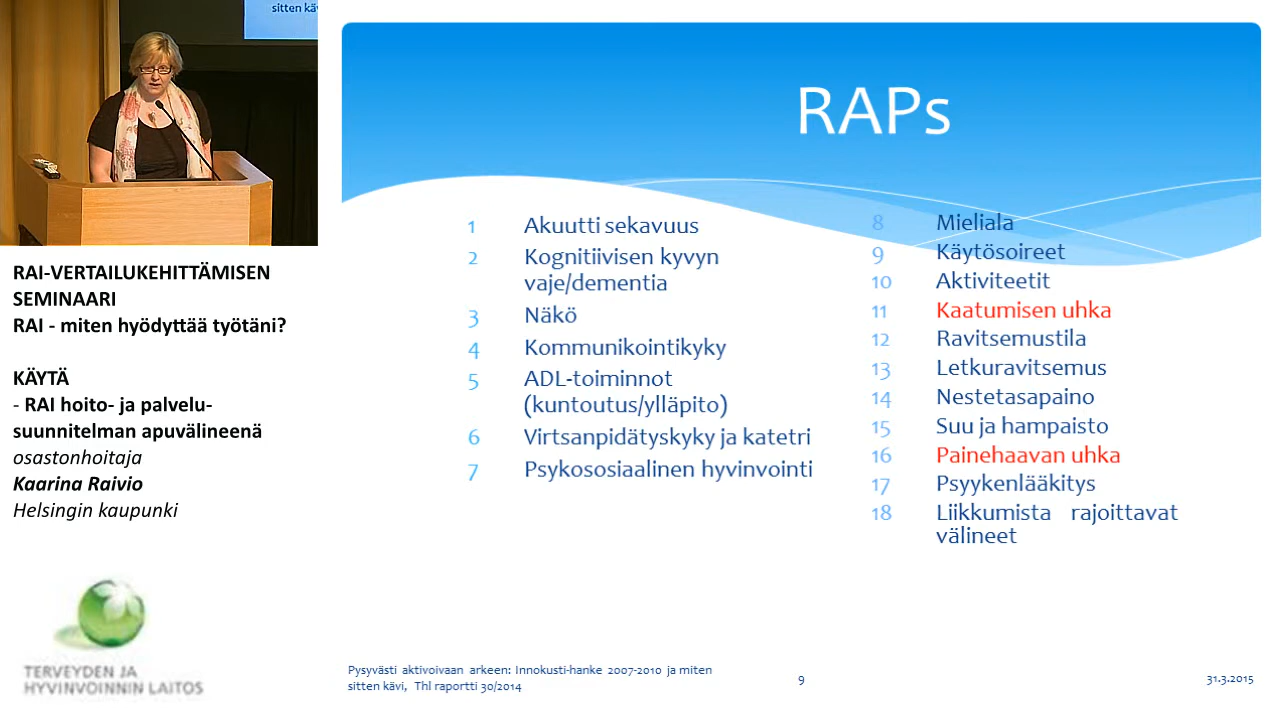 sitten käv
RAI-VERTAILUKEHITTÄMISEN
SEMINAARI
RAI - miten hyödyttää työtäni?
KÄYTÄ
- RAI hoito- ja palvelu-
suunnitelman apuvälineenä
osastonhoitaja
Kaarina Raivio
Helsingin kaupunki
TERVEYDEN JA
HYVINVOINNIN LAITOS
RAPs
1 Akuutti sekavuus
2 Kognitiivisen kyvyn
vaje/dementia
3 Näkö
4 Kommunikointikyky
5 ADL-toiminnot
(kuntoutus/ylläpito)
6 Virtsanpidätyskyky ja katetri
7 Psykososiaalinen hyvinvointi
8 Mieliala
9 Käytösoireet
10 Aktiviteetit
11 Kaatumisen uhka
12 Ravitsemustila
13 Letkuravitsemus
14 Nestetasapaino
15 Suu ja hampaisto
16 Painehaavan uhka
17 Psyykenlääkitys
18 Liikkumista rajoittavat
välineet
Pysyvästi aktivoivaan arkeen: Innokusti-hanke 2007-2010 ja miten
sitten kävi, Thl raportti 30/2014
9
31.3.2015